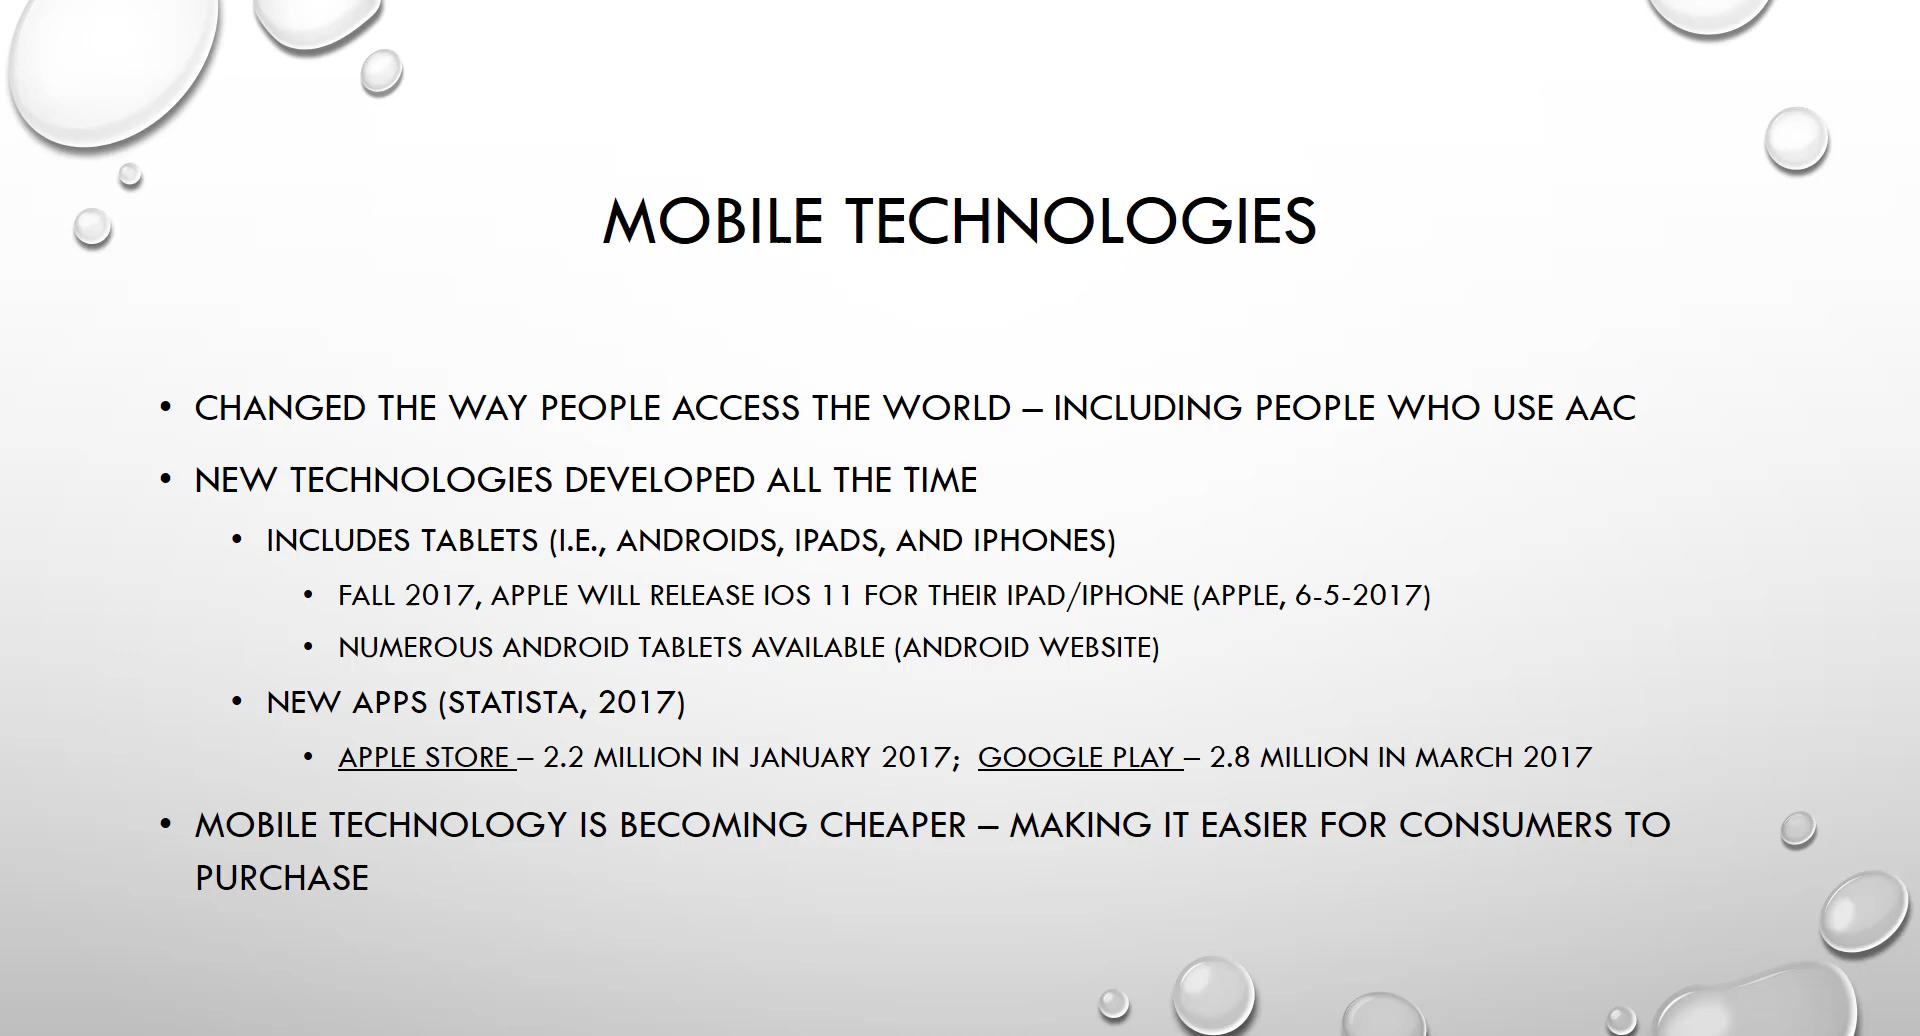 MOBILE TECHNOLOGIES
• CHANGED THE WAY PEOPLE ACCESS THE WORLD – INCLUDING PEOPLE WHO USE AAC
• NEW TECHNOLOGIES DEVELOPED ALL THE TIME
• INCLUDES TABLETS (I.E., ANDROIDS, IPADS, AND IPHONES)
• FALL 2017, APPLE WILL RELEASE IOS 11 FOR THEIR IPAD/IPHONE (APPLE, 6-5-2017)
• NUMEROUS ANDROID TABLETS AVAILABLE (ANDROID WEBSITE)
• NEW APPS (STATISTA, 2017)
• APPLE STORE – 2.2 MILLION IN JANUARY 2017; GOOGLE PLAY – 2.8 MILLION IN MARCH 2017
• MOBILE TECHNOLOGY IS BECOMING CHEAPER – MAKING IT EASIER FOR CONSUMERS TO
PURCHASE